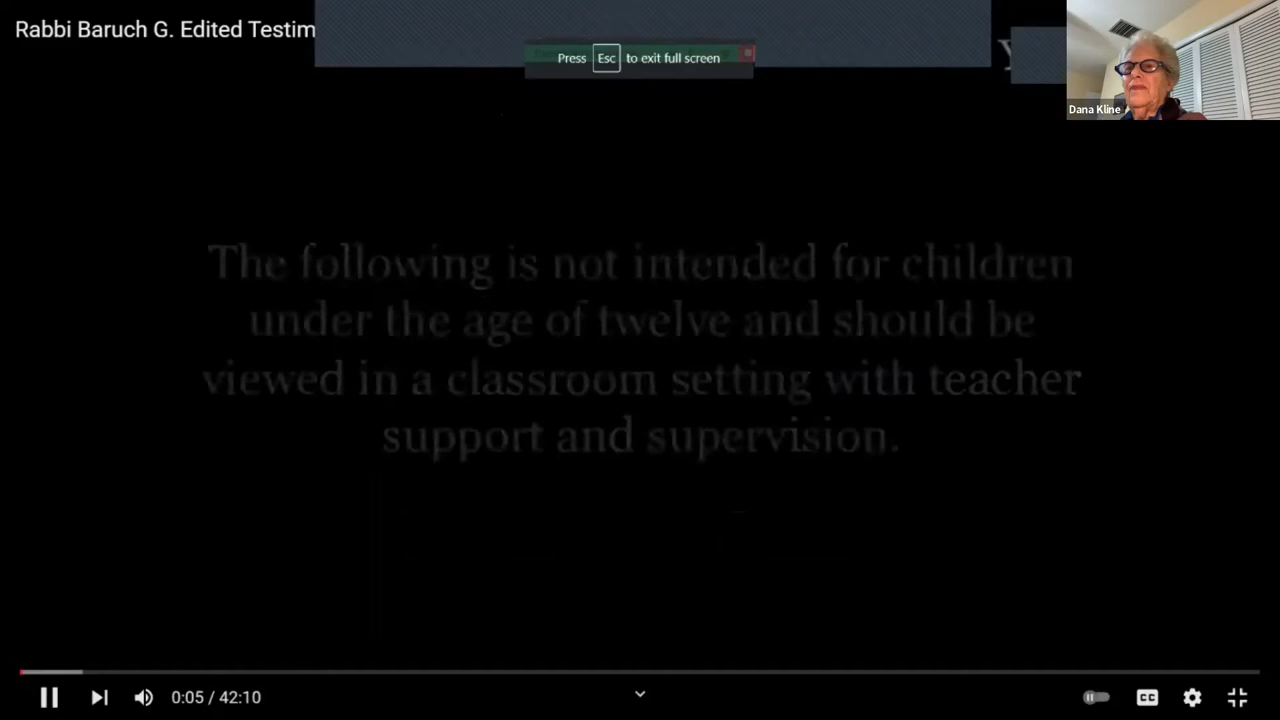 Rabbi Baruch G. Edited Testim
Press Esc to exit full screen
Dana Kline
The following is not intended for children
under the age of twelve and should be
viewed in a classroom setting with teacher
support and supervision.
0:05 / 42:10
CC